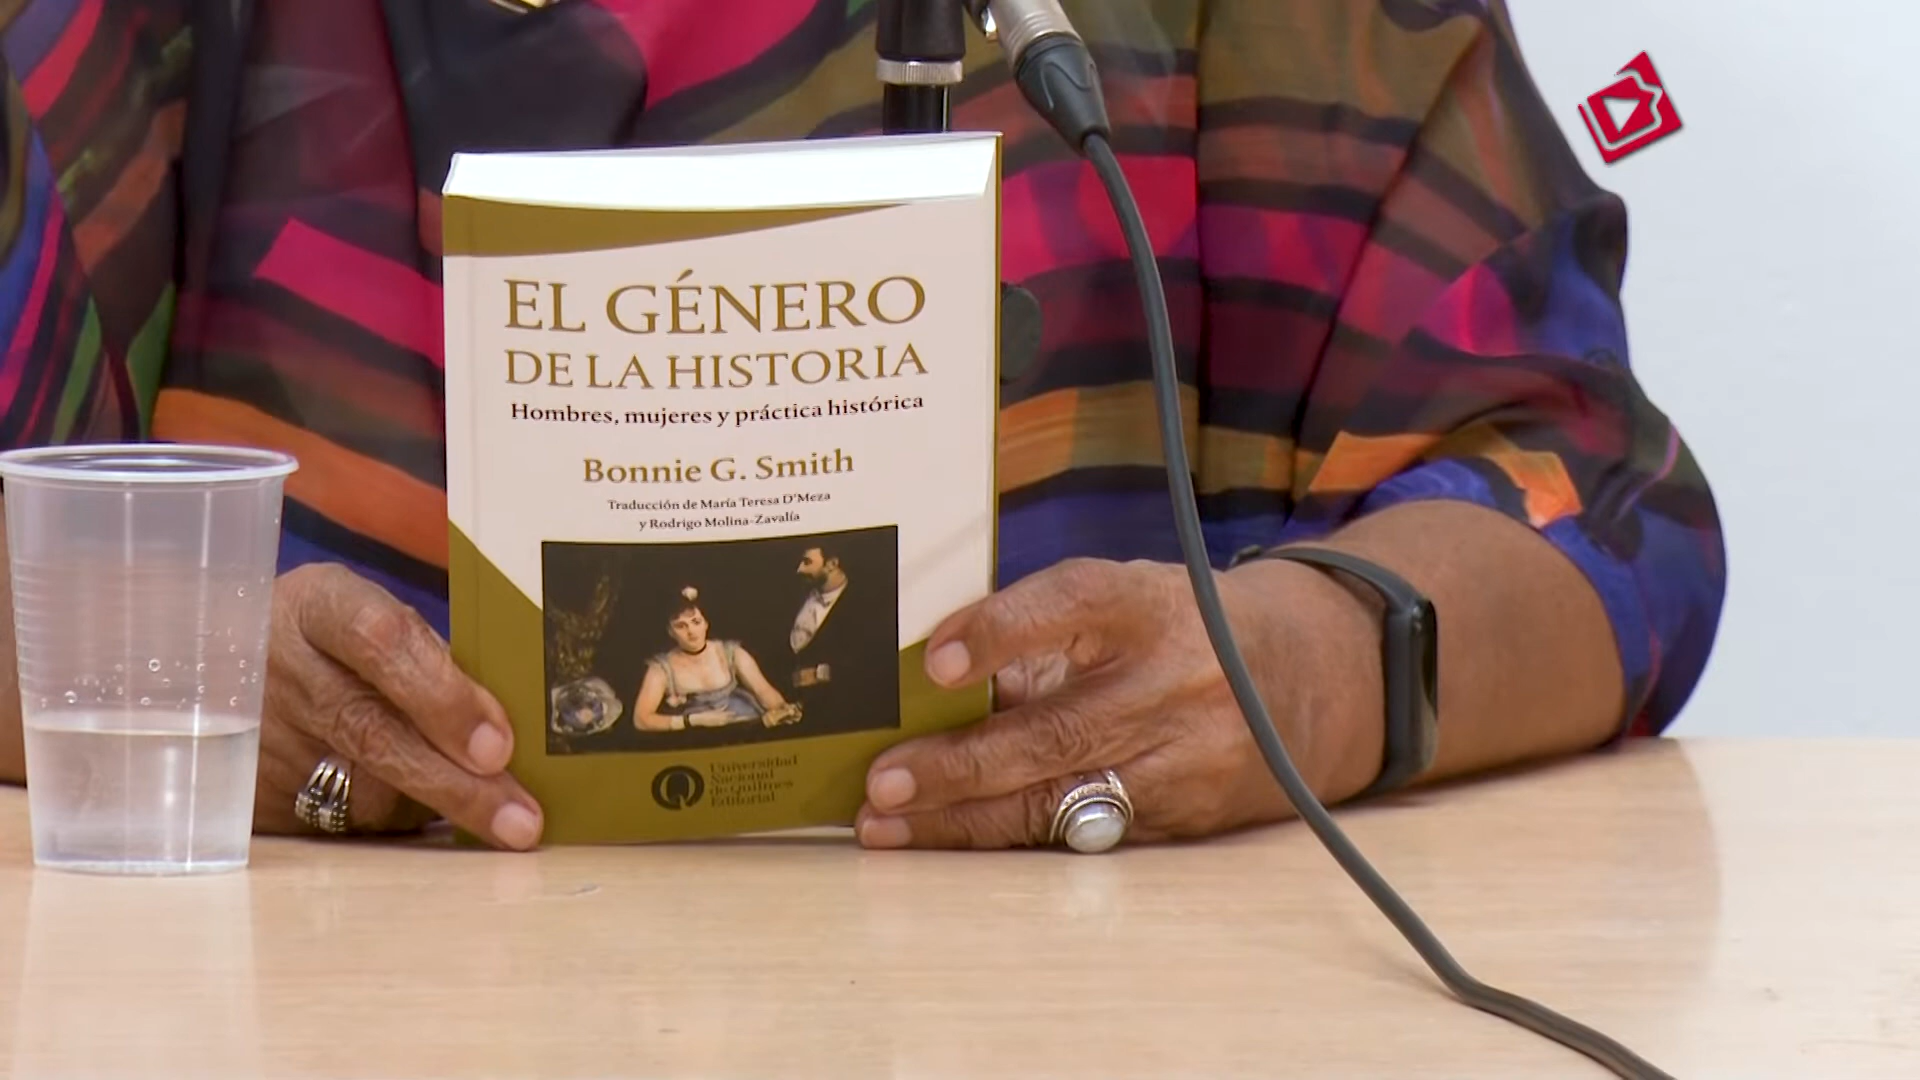 EL GÉNERO
DE LA HISTORIA
Hombres, mujeres y práctica histórica
Bonnie G. Smith
Traducción de María Teresa D'Meza
y Rodrigo Molina-Zavalía
Universidad
Nacional
de Quilmes
Editorial